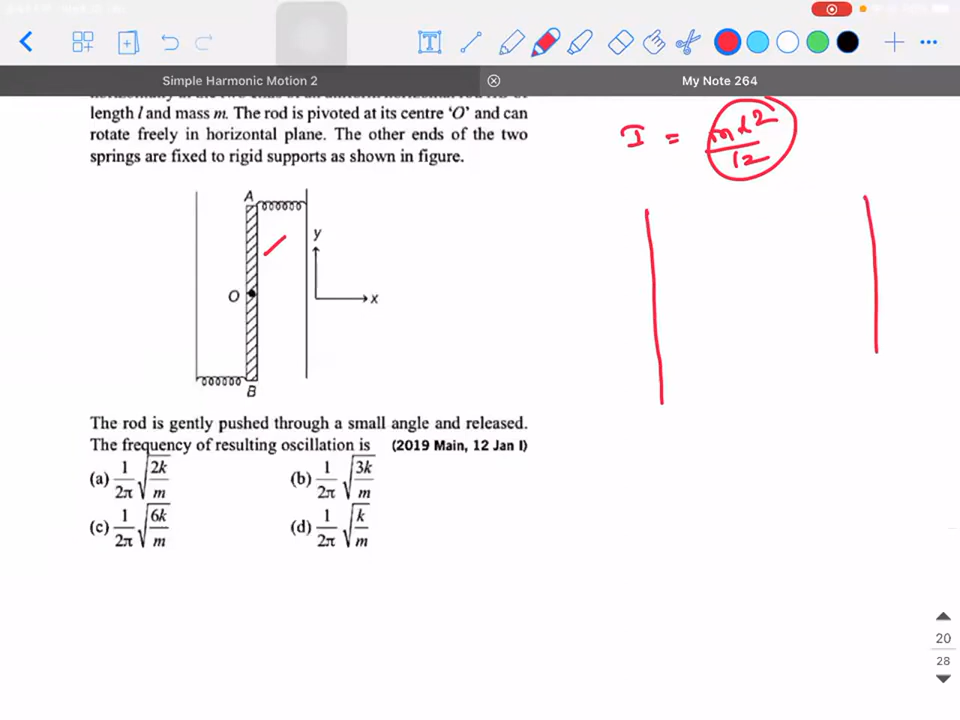 Simple Harmonic Motion 2
My Note 264
length l and mass m. The rod is pivoted at its centre ‘O’ and can
rotate freely in horizontal plane. The other ends of the two
springs are fixed to rigid supports as shown in figure.
I = ml²/12
A
y
O
x
B
The rod is gently pushed through a small angle and released.
The frequency of resulting oscillation is (2019 Main, 12 Jan I)
(a) 1/2π √2k/m (b) 1/2π √3k/m
(c) 1/2π √6k/m (d) 1/2π √k/m
20
28